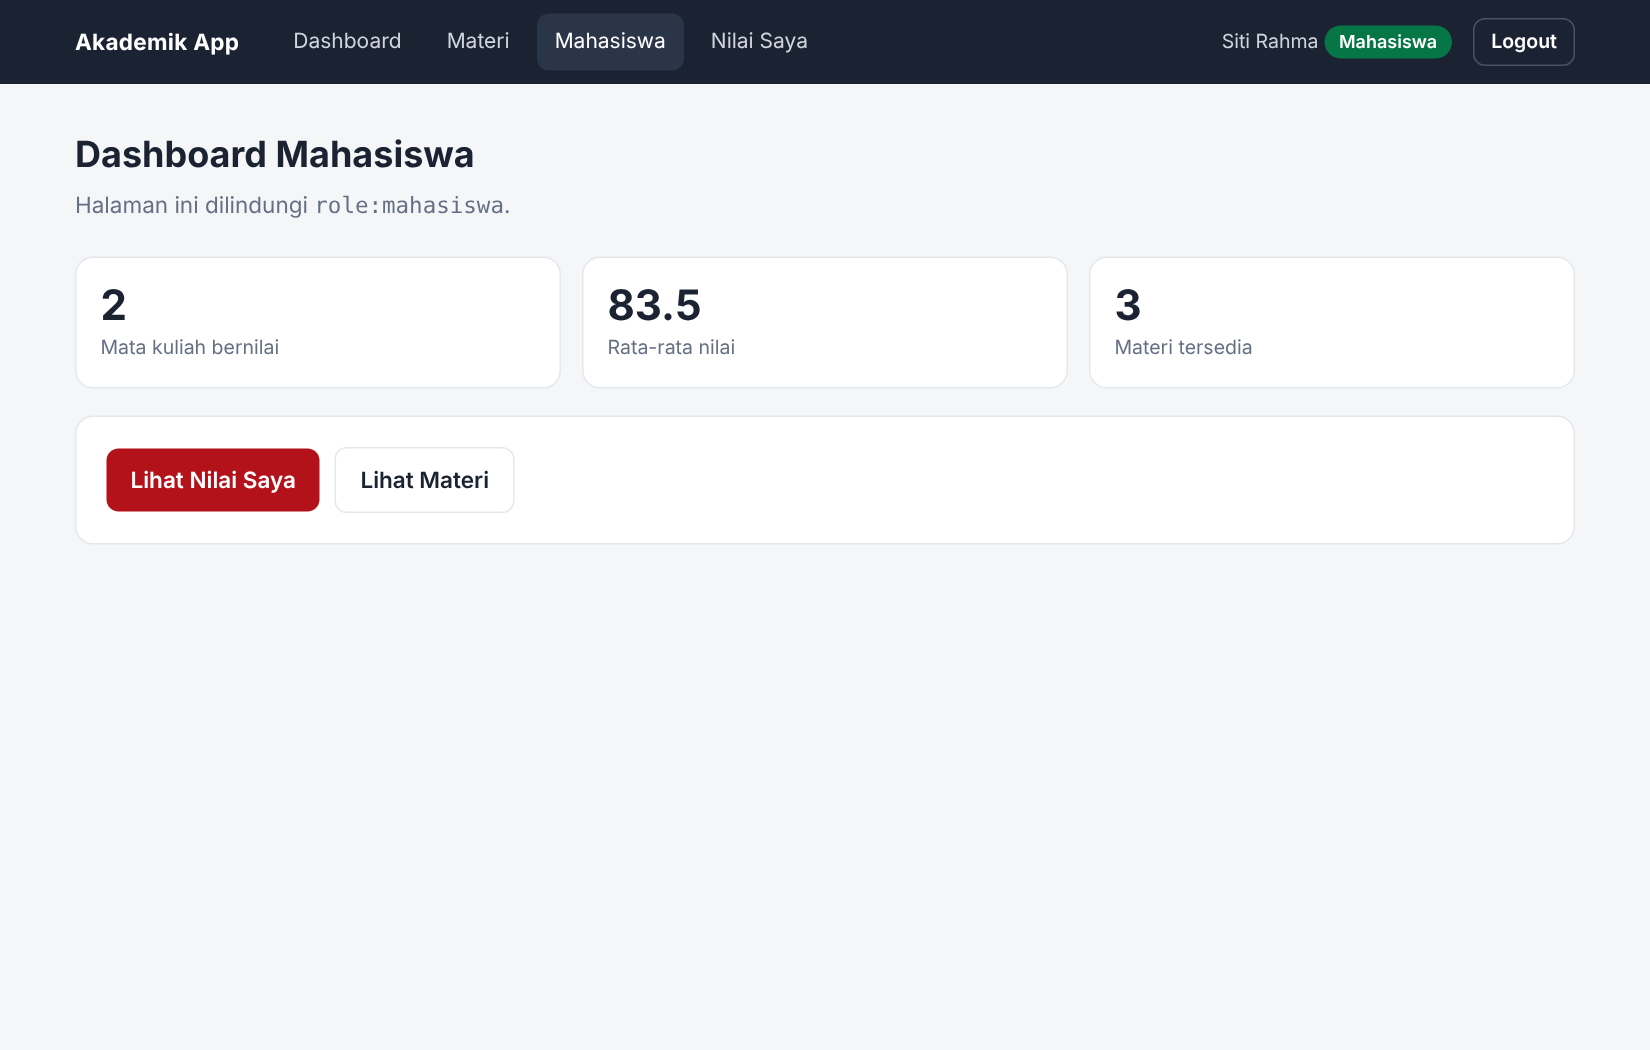 Akademik App Dashboard Materi Mahasiswa Nilai Saya Siti Rahma Mahasiswa Logout
Dashboard Mahasiswa
Halaman ini dilindungi role:mahasiswa.
2 83.5 3
Mata kuliah bernilai Rata-rata nilai Materi tersedia
Lihat Nilai Saya Lihat Materi